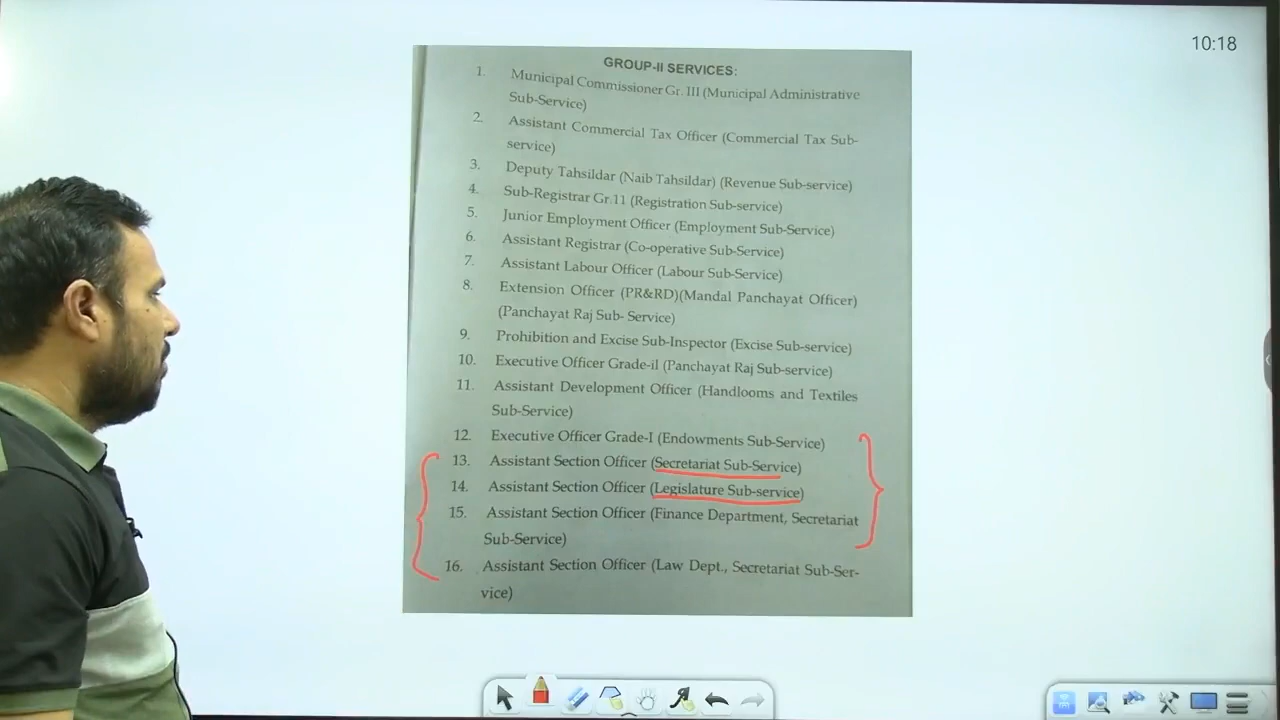 10:18
GROUP-II SERVICES:
1. Municipal Commissioner Gr. III (Municipal Administrative
Sub-Service)
2. Assistant Commercial Tax Officer (Commercial Tax Sub-
service)
3. Deputy Tahsildar (Naib Tahsildar) (Revenue Sub-service)
4. Sub-Registrar Gr.11 (Registration Sub-service)
5. Junior Employment Officer (Employment Sub-Service)
6. Assistant Registrar (Co-operative Sub-Service)
7. Assistant Labour Officer (Labour Sub-Service)
8. Extension Officer (PR&RD)(Mandal Panchayat Officer)
(Panchayat Raj Sub- Service)
9. Prohibition and Excise Sub-Inspector (Excise Sub-service)
10. Executive Officer Grade-iI (Panchayat Raj Sub-service)
11. Assistant Development Officer (Handlooms and Textiles
Sub-Service)
12. Executive Officer Grade-I (Endowments Sub-Service)
13. Assistant Section Officer (Secretariat Sub-Service)
14. Assistant Section Officer (Legislature Sub-service)
15. Assistant Section Officer (Finance Department, Secretariat
Sub-Service)
16. Assistant Section Officer (Law Dept., Secretariat Sub-Ser-
vice)